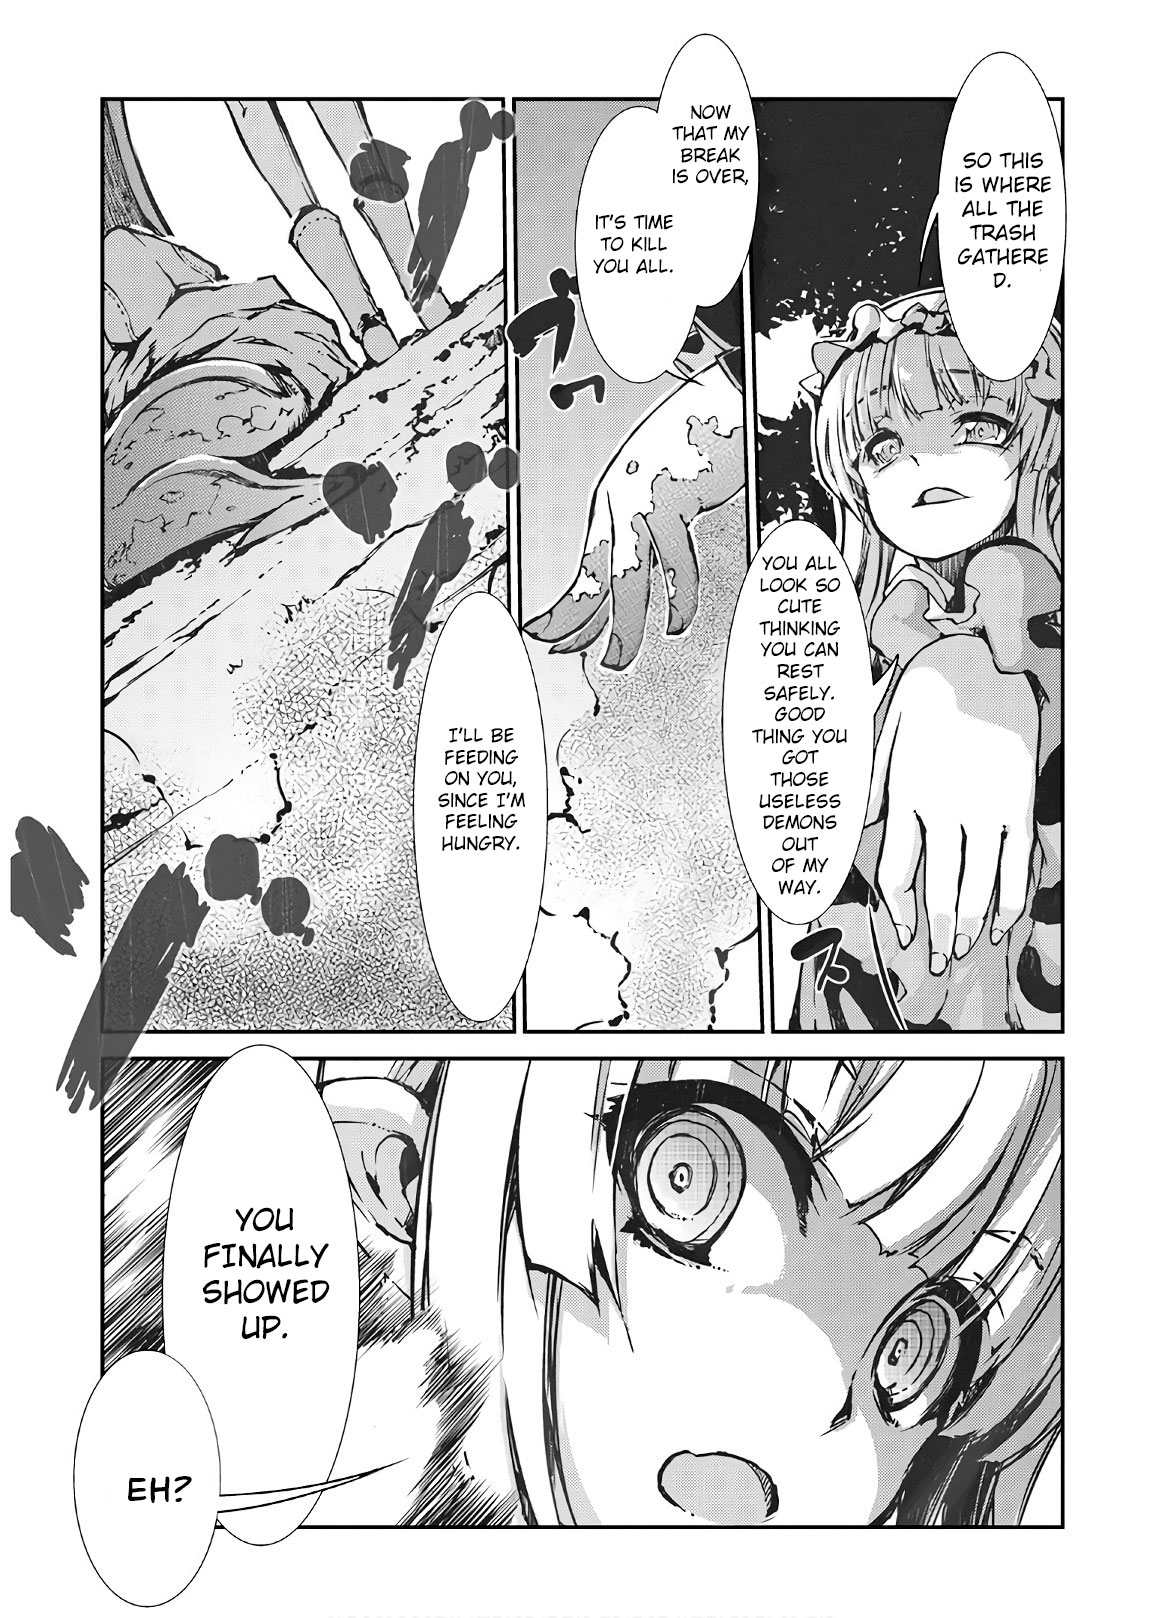 SO THIS
IS WHERE
ALL THE
TRASH
GATHERE
D.
YOU ALL
LOOK SO
CUTE
THINKING
YOU CAN
REST
SAFELY.
GOOD
THING YOU
GOT
THOSE
USELESS
DEMONS
OUT
OF MY
WAY.
ス
NOW
THAT MY
BREAK
IS OVER,
IT'S TIME
TO KILL
YOU ALL.
I'LL BE
FEEDING
ON YOU,
SINCE I'M
FEELING
HUNGRY.
YOU
FINALLY
SHOWED
UP.
EH?